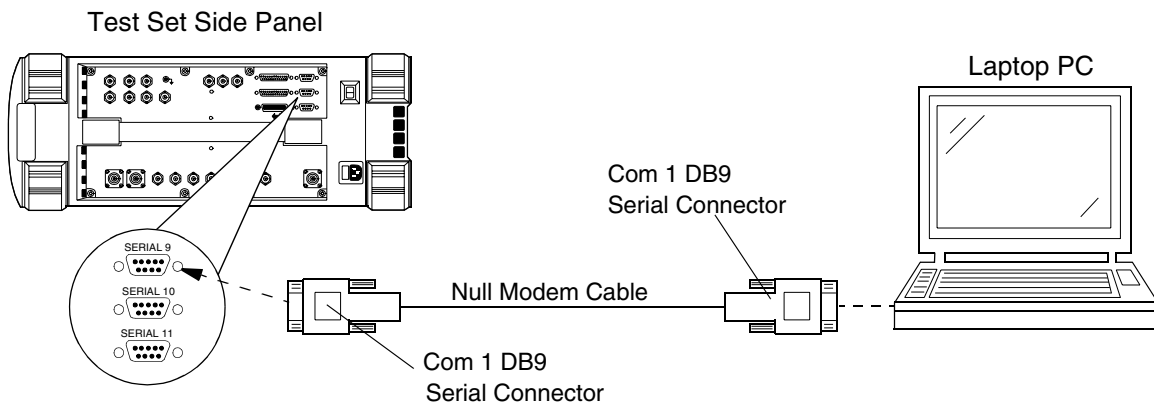 Test Set Side Panel
Laptop PC
Com 1 DB9
Serial Connector
SERIAL 9
SERIAL 10
SERIAL 11
Null Modem Cable
Com 1 DB9
Serial Connector